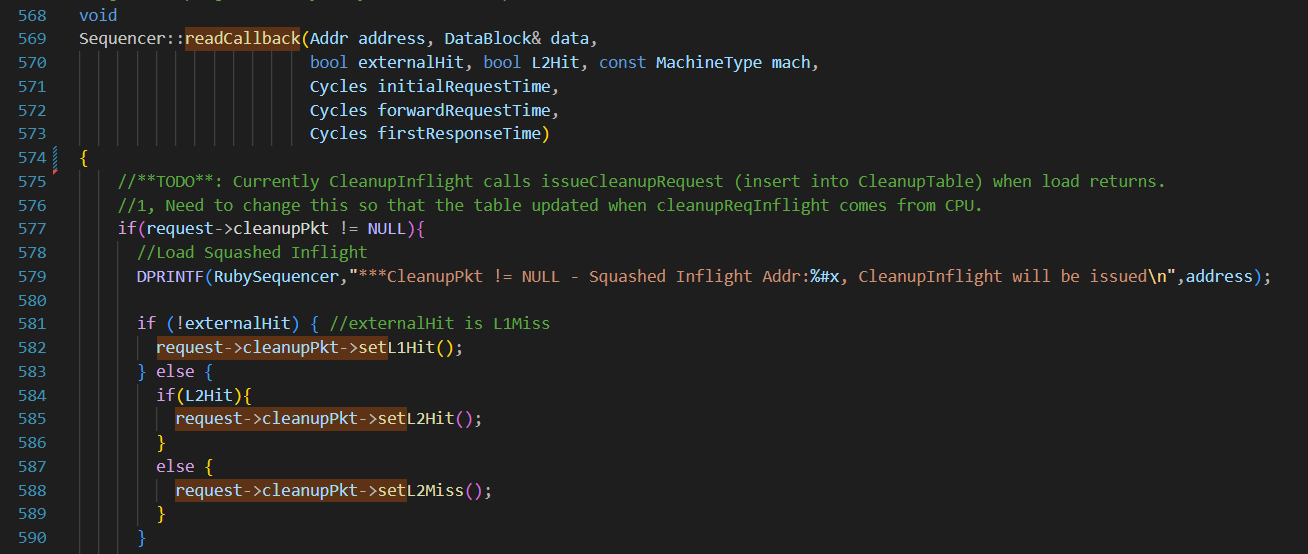 568 void
569 Sequencer::readCallback(Addr address, DataBlock& data,
570 bool externalHit, bool L2Hit, const MachineType mach,
571 Cycles initialRequestTime,
572 Cycles forwardRequestTime,
573 Cycles firstResponseTime)
574 {
575 //**TODO**: Currently CleanupInflight calls issueCleanupRequest (insert into CleanupTable) when load returns.
576 //1, Need to change this so that the table updated when cleanupReqInflight comes from CPU.
577 if(request->cleanupPkt != NULL){
578 //Load Squashed Inflight
579 DPRINTF(RubySequencer,"***CleanupPkt != NULL - Squashed Inflight Addr:%#x, CleanupInflight will be issued\n",address);
580
581 if (!externalHit) { //externalHit is L1Miss
582 request->cleanupPkt->setL1Hit();
583 } else {
584 if(L2Hit){
585 request->cleanupPkt->setL2Hit();
586 }
587 else {
588 request->cleanupPkt->setL2Miss();
589 }
590 }